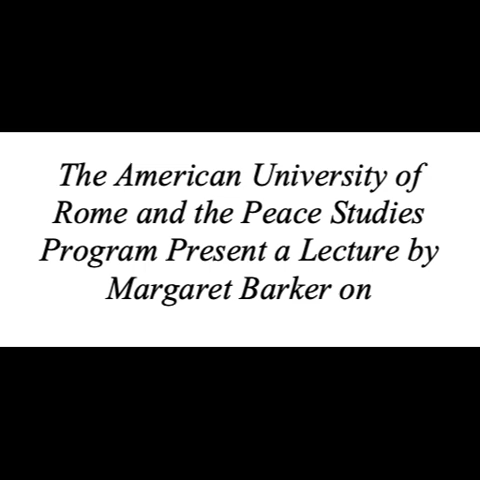 The American University of
Rome and the Peace Studies
Program Present a Lecture by
Margaret Barker on